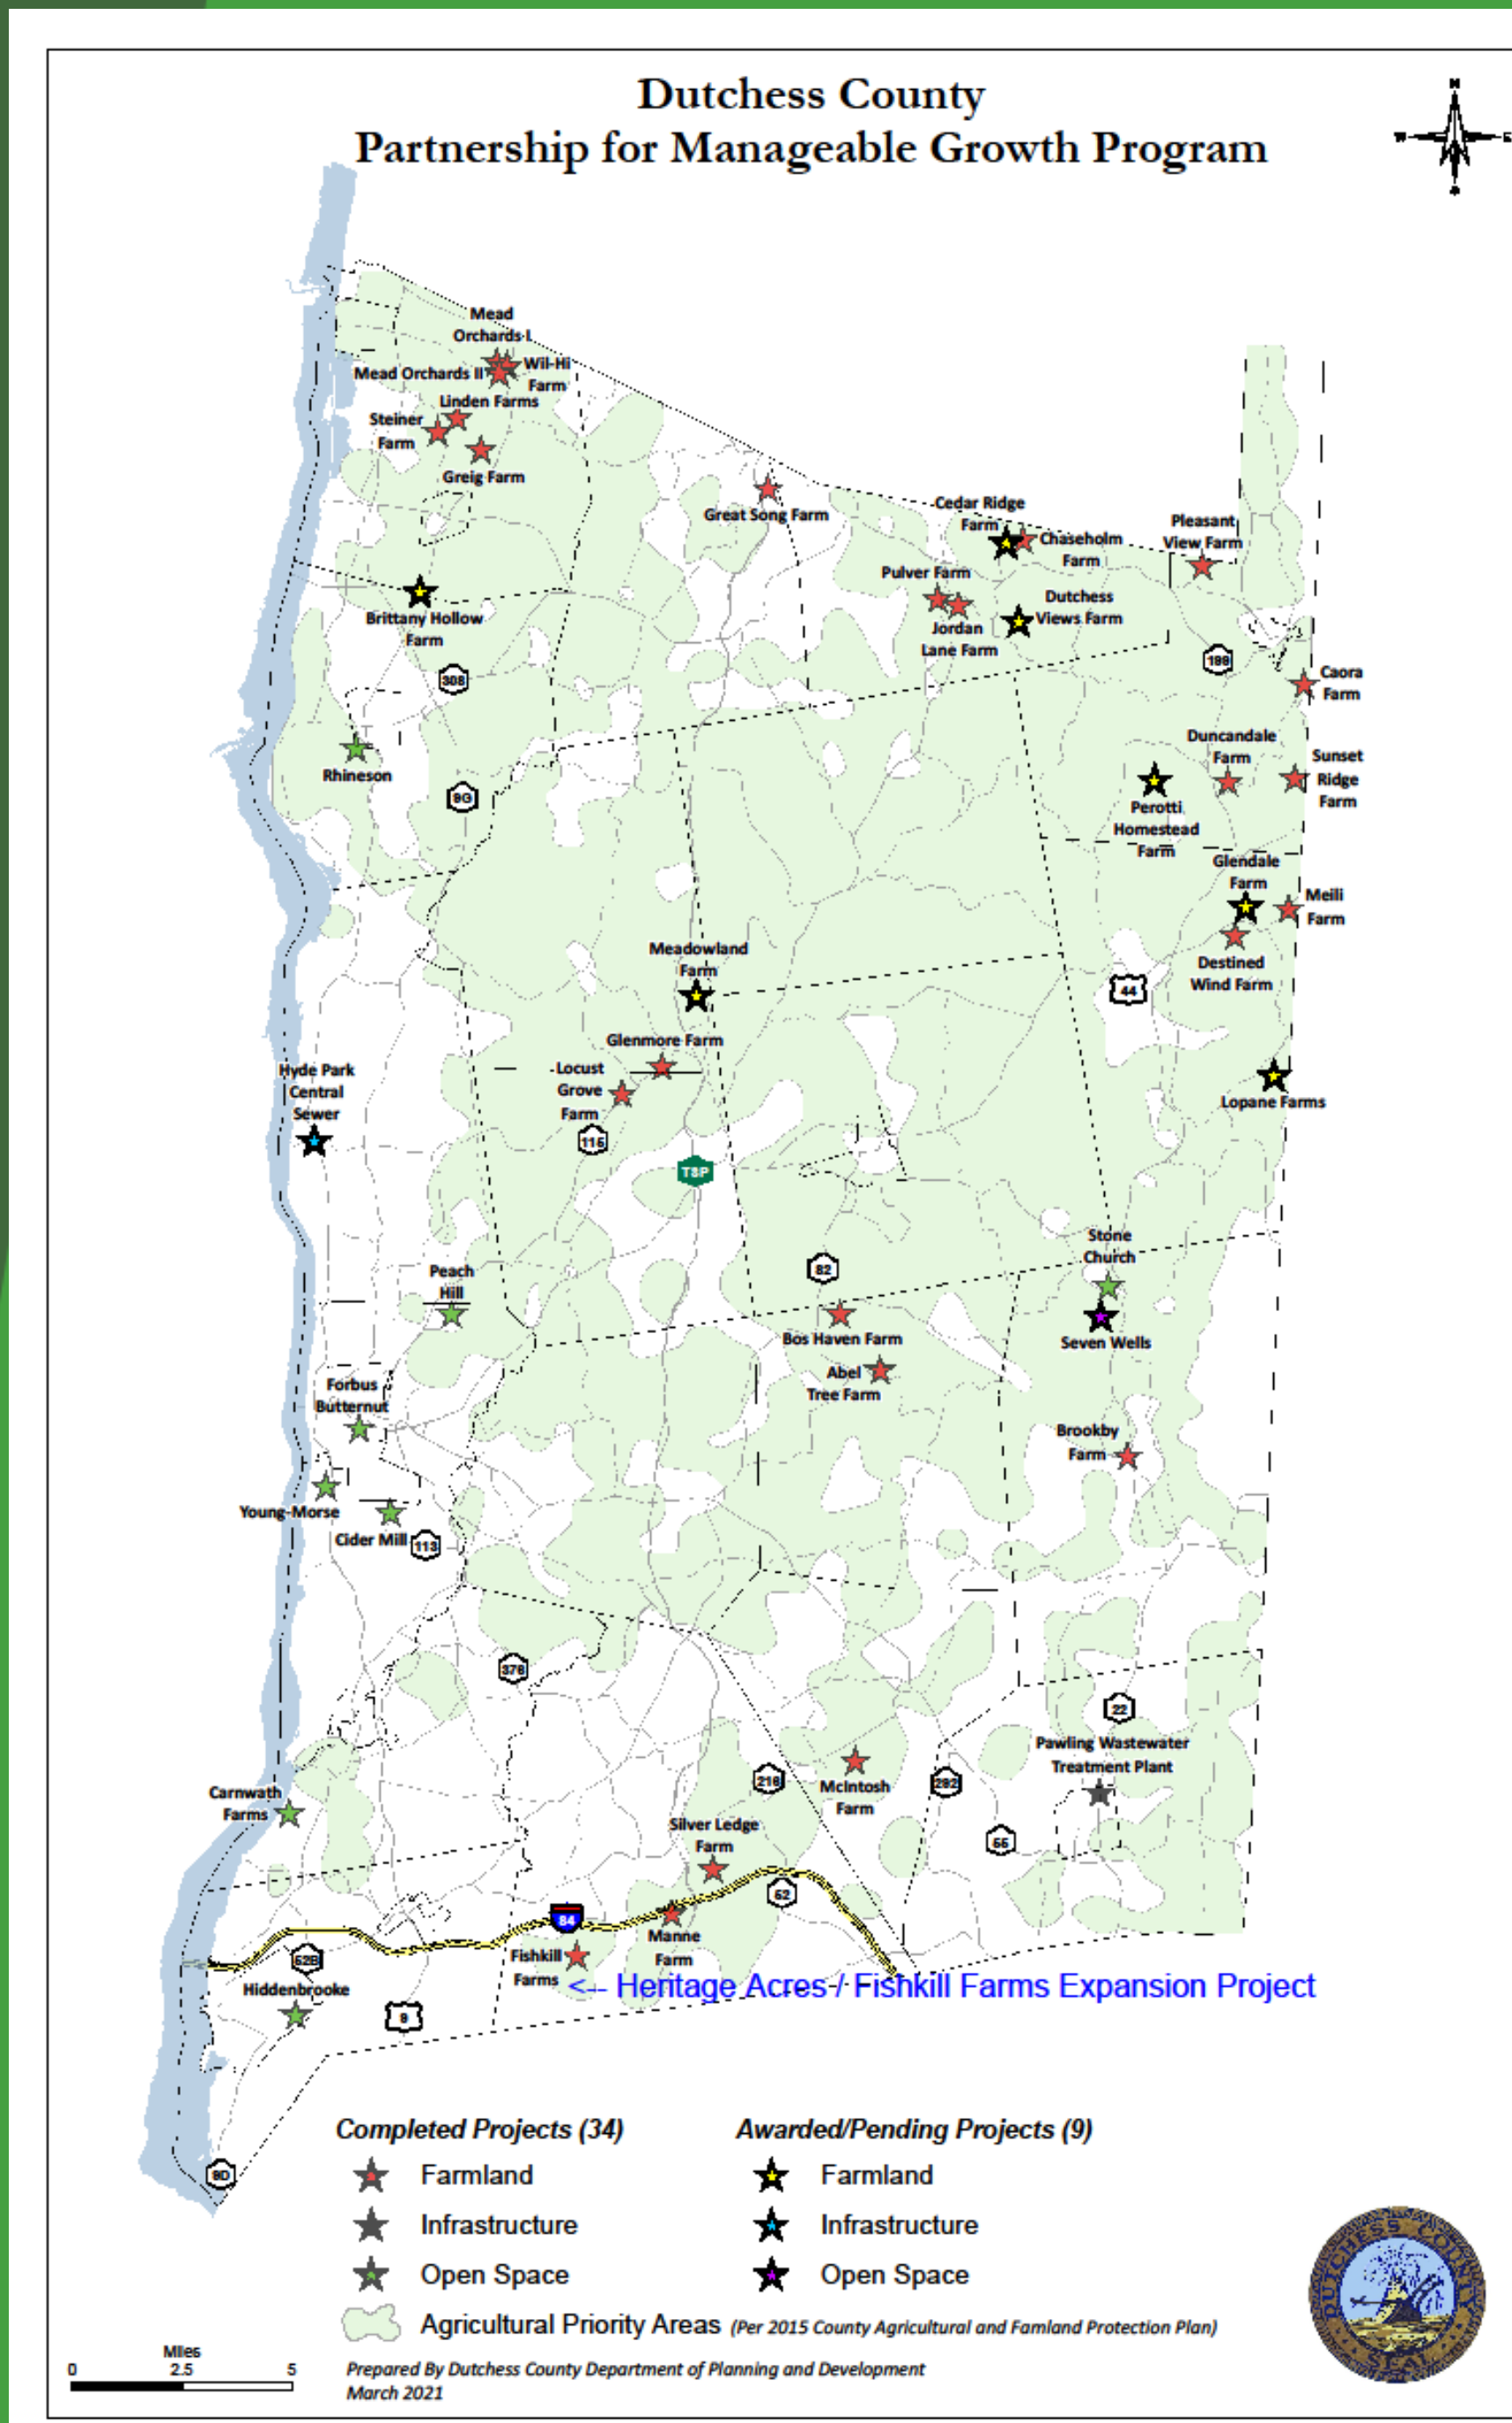 Dutchess County
Partnership for Manageable Growth Program
N
W
E
S
Mead
Orchards I
Mead Orchards II
Wil-Hi
Farm
Linden Farms
Steiner
Farm
Greig Farm
Great Song Farm
Cedar Ridge
Farm
Chaseholm
Farm
Pleasant
View Farm
Pulver Farm
Jordan
Lane Farm
Dutchess
Views Farm
Brittany Hollow
Farm
308
199
Caora
Farm
Rhineson
9G
Duncandale
Farm
Sunset
Ridge
Farm
Perotti
Homestead
Farm
Glendale
Farm
Meili
Farm
Destined
Wind Farm
44
Meadowland
Farm
Glenmore Farm
Locust
Grove
Farm
115
Hyde Park
Central
Sewer
Lopane Farms
TSP
82
Stone
Church
Seven Wells
Peach
Hill
Bos Haven Farm
Abel
Tree Farm
Forbus
Butternut
Brookby
Farm
Young-Morse
Cider Mill
113
376
22
Pawling Wastewater
Treatment Plant
216
McIntosh
Farm
292
55
Carnwath
Farms
Silver Ledge
Farm
52
84
Manne
Farm
Fishkill
Farms
52B
Hiddenbrooke
9
<-- Heritage Acres / Fishkill Farms Expansion Project
9D
Completed Projects (34)
Farmland
Infrastructure
Open Space
Awarded/Pending Projects (9)
Farmland
Infrastructure
Open Space
Agricultural Priority Areas (Per 2015 County Agricultural and Famland Protection Plan)
Miles
0 2.5 5
Prepared By Dutchess County Department of Planning and Development
March 2021
DUTCHESS COUNTY
SEAL